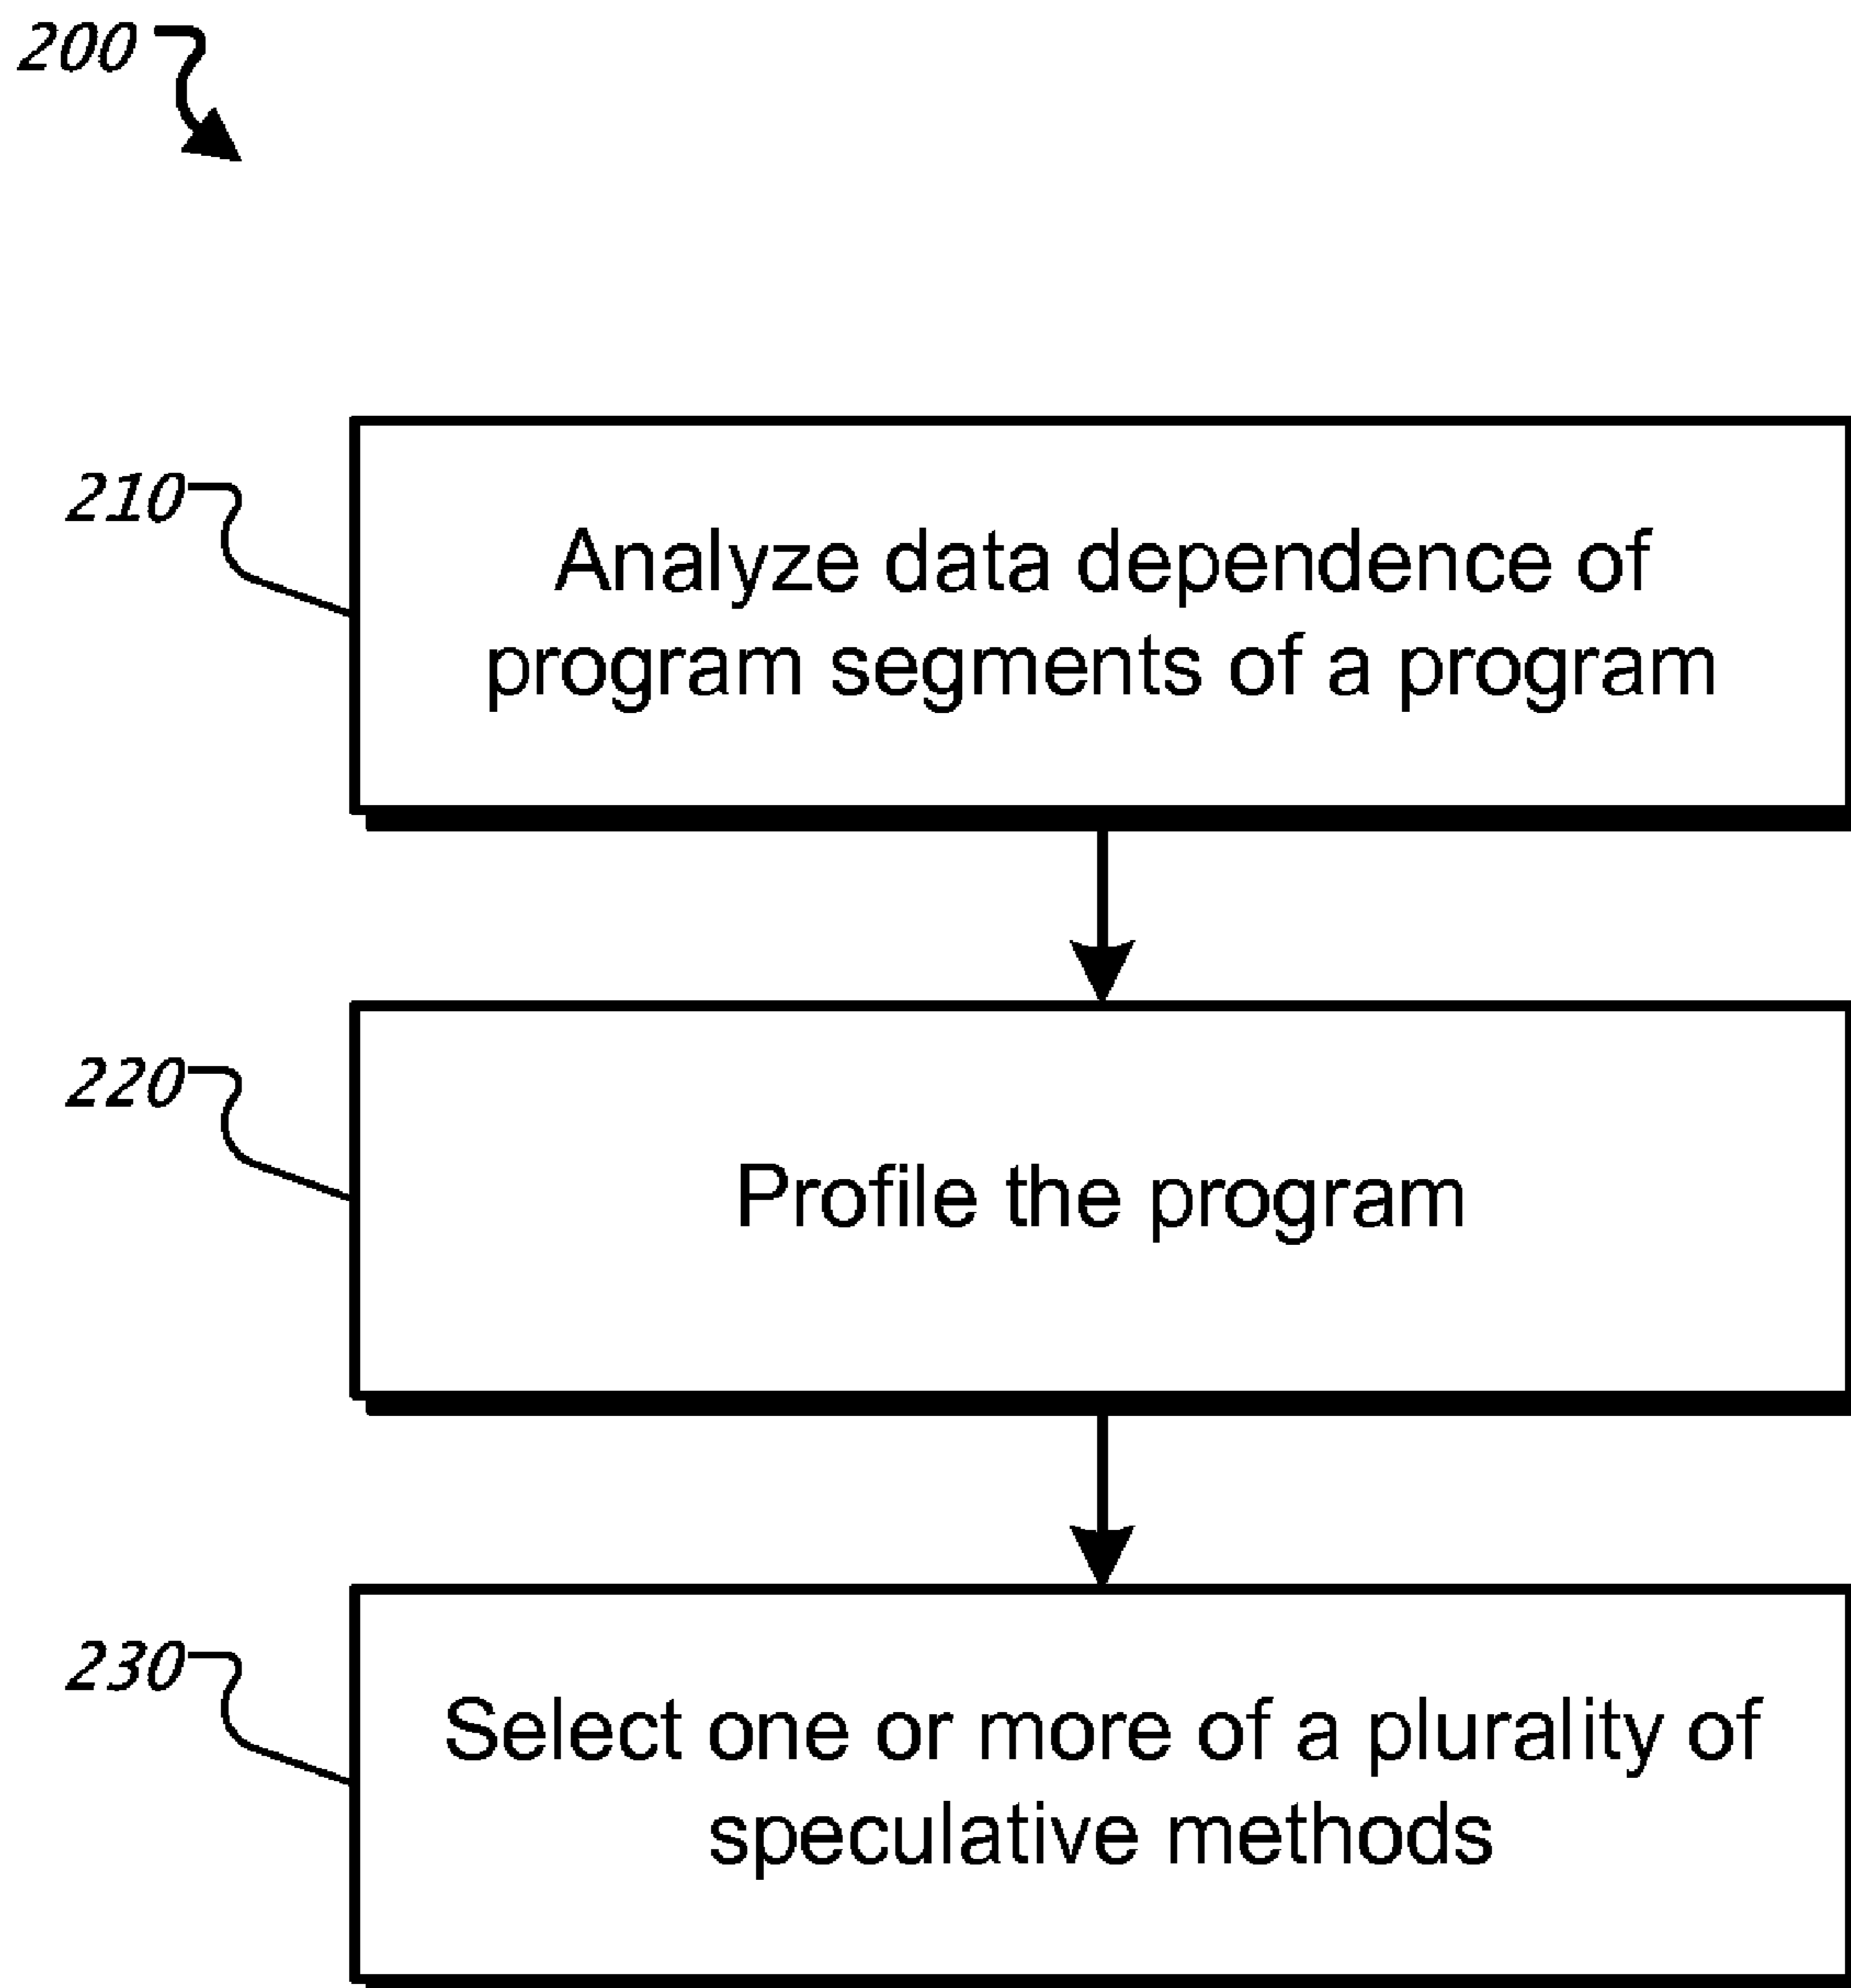 200
210
Analyze data dependence of
program segments of a program
220
Profile the program
230
Select one or more of a plurality of
speculative methods